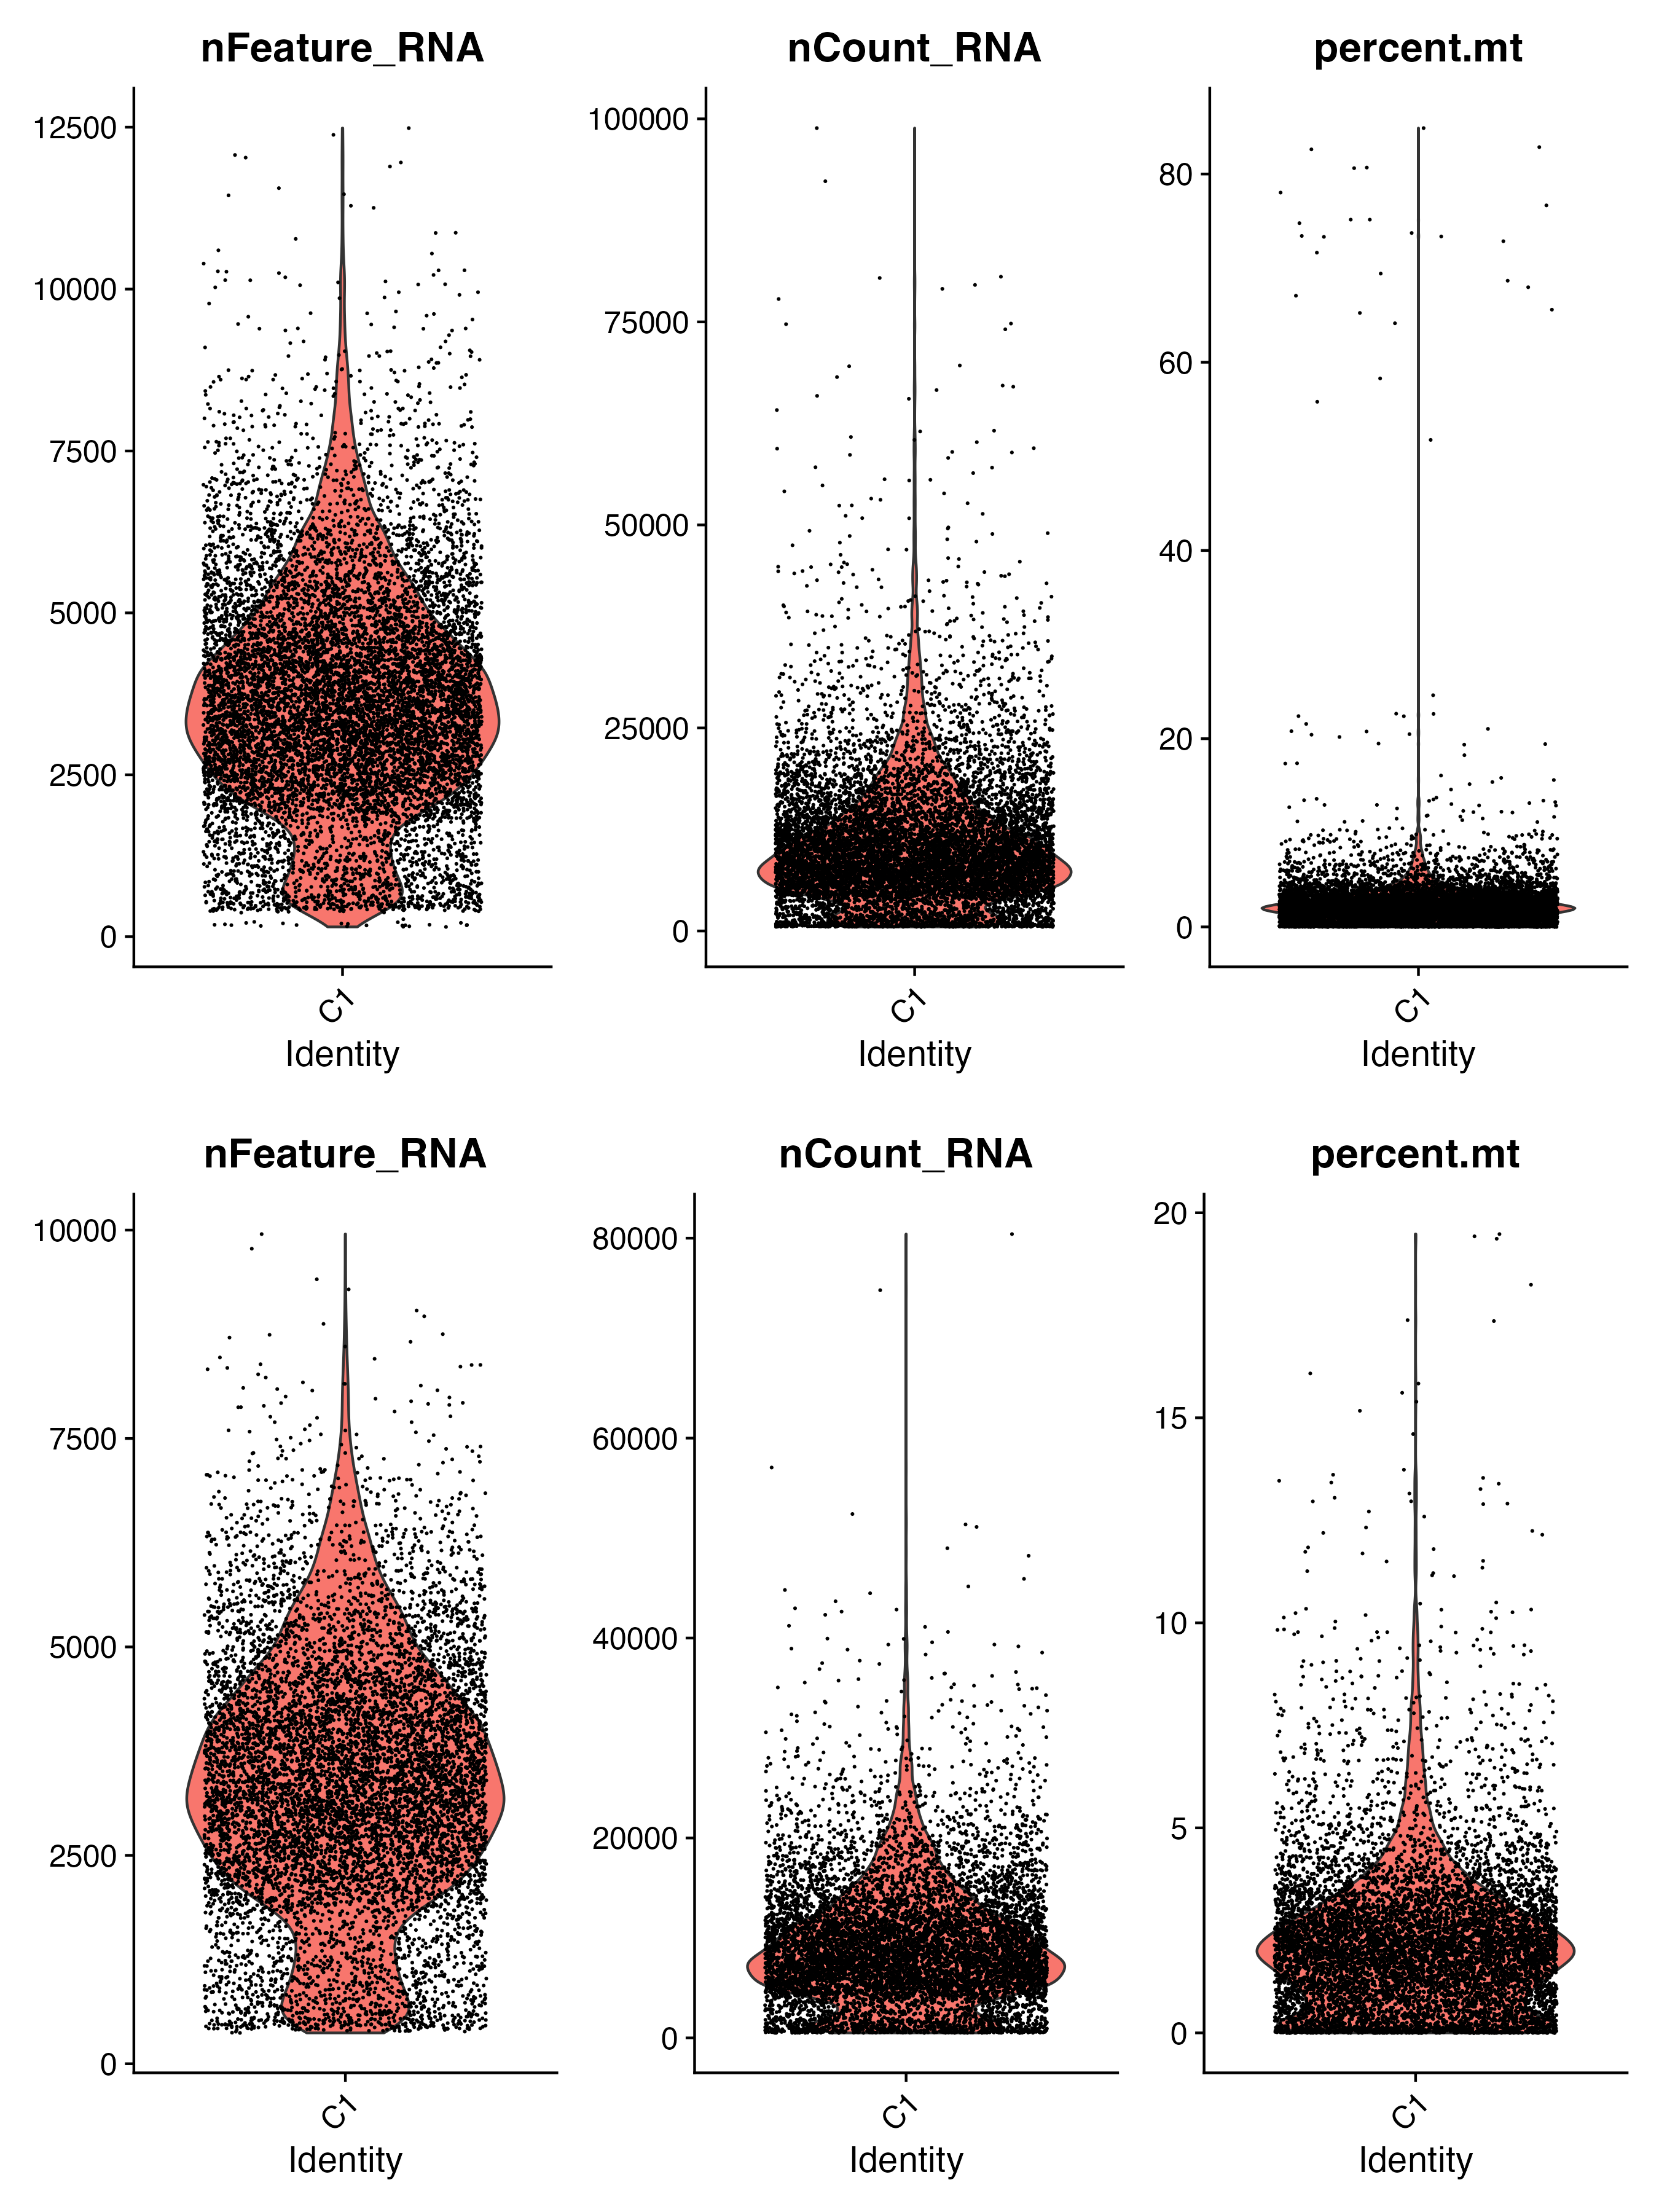 nFeature_RNA
nCount_RNA
percent.mt
12500
10000
7500
5000
2500
0
C1
Identity
100000
75000
50000
25000
0
C1
Identity
80
60
40
20
0
C1
Identity
nFeature_RNA
nCount_RNA
percent.mt
10000
7500
5000
2500
0
C1
Identity
80000
60000
40000
20000
0
C1
Identity
20
15
10
5
0
C1
Identity